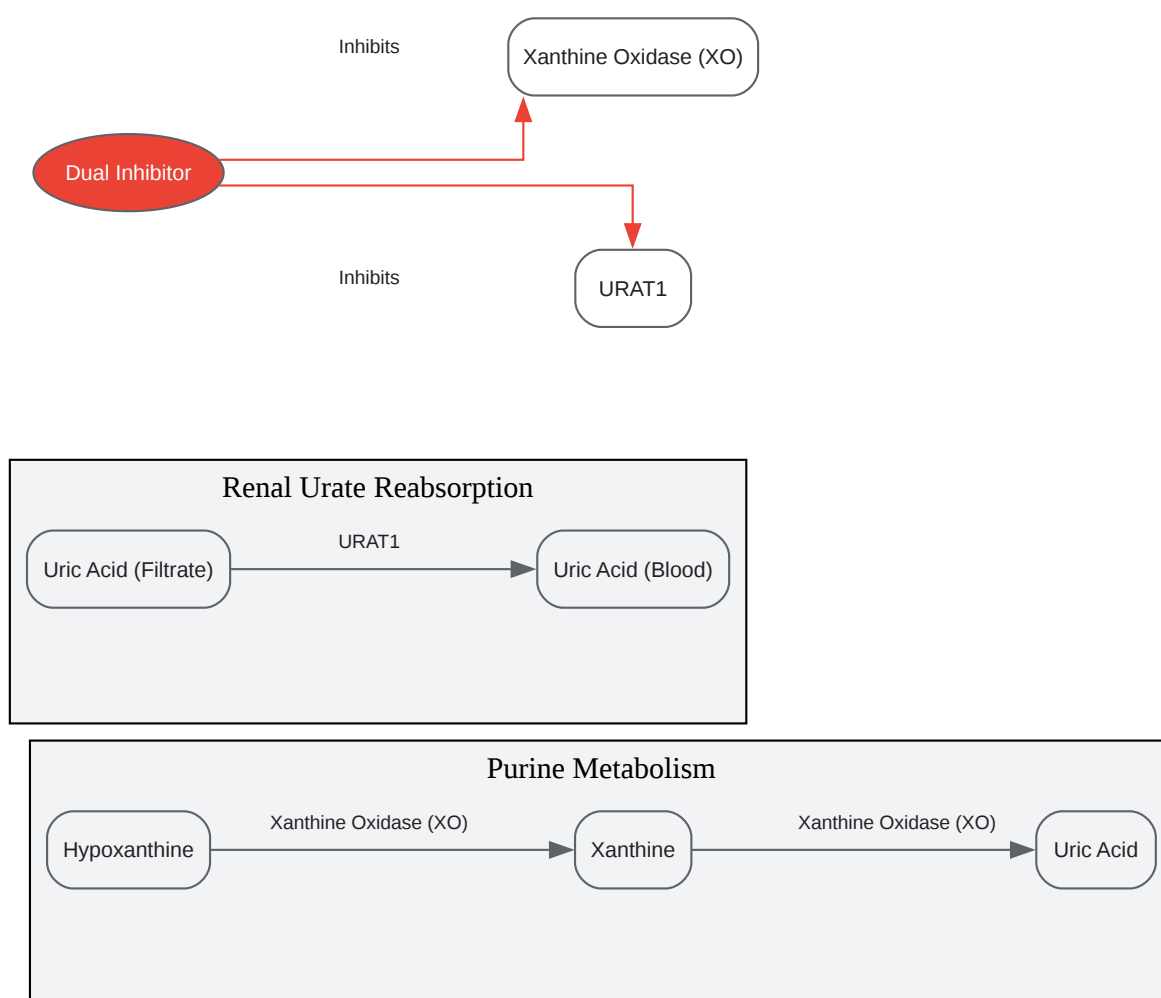 Inhibits
Xanthine Oxidase (XO)
Dual Inhibitor
Inhibits
URAT1
Renal Urate Reabsorption
URAT1
Uric Acid (Filtrate)
Uric Acid (Blood)
Purine Metabolism
Xanthine Oxidase (XO)
Xanthine Oxidase (XO)
Hypoxanthine
Xanthine
Uric Acid